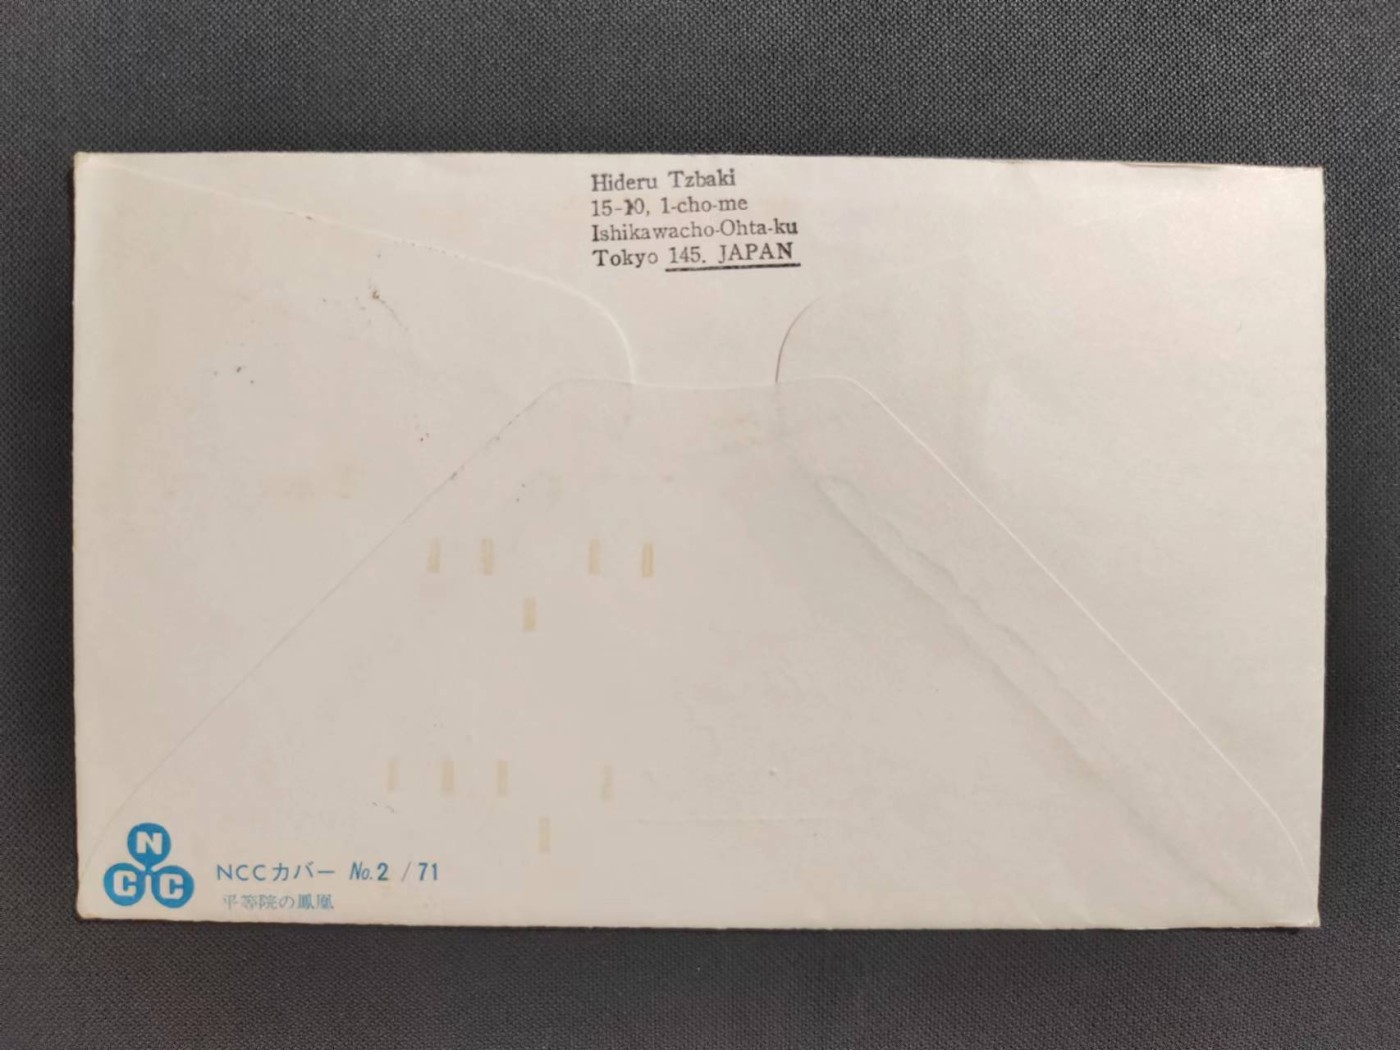 Hideru Tzbaki
15-10, 1-cho-me
Ishikawacho-Ohta-ku
Tokyo 145. JAPAN
N
C C
NCCカバー No.2 / 71
平等院の鳳凰